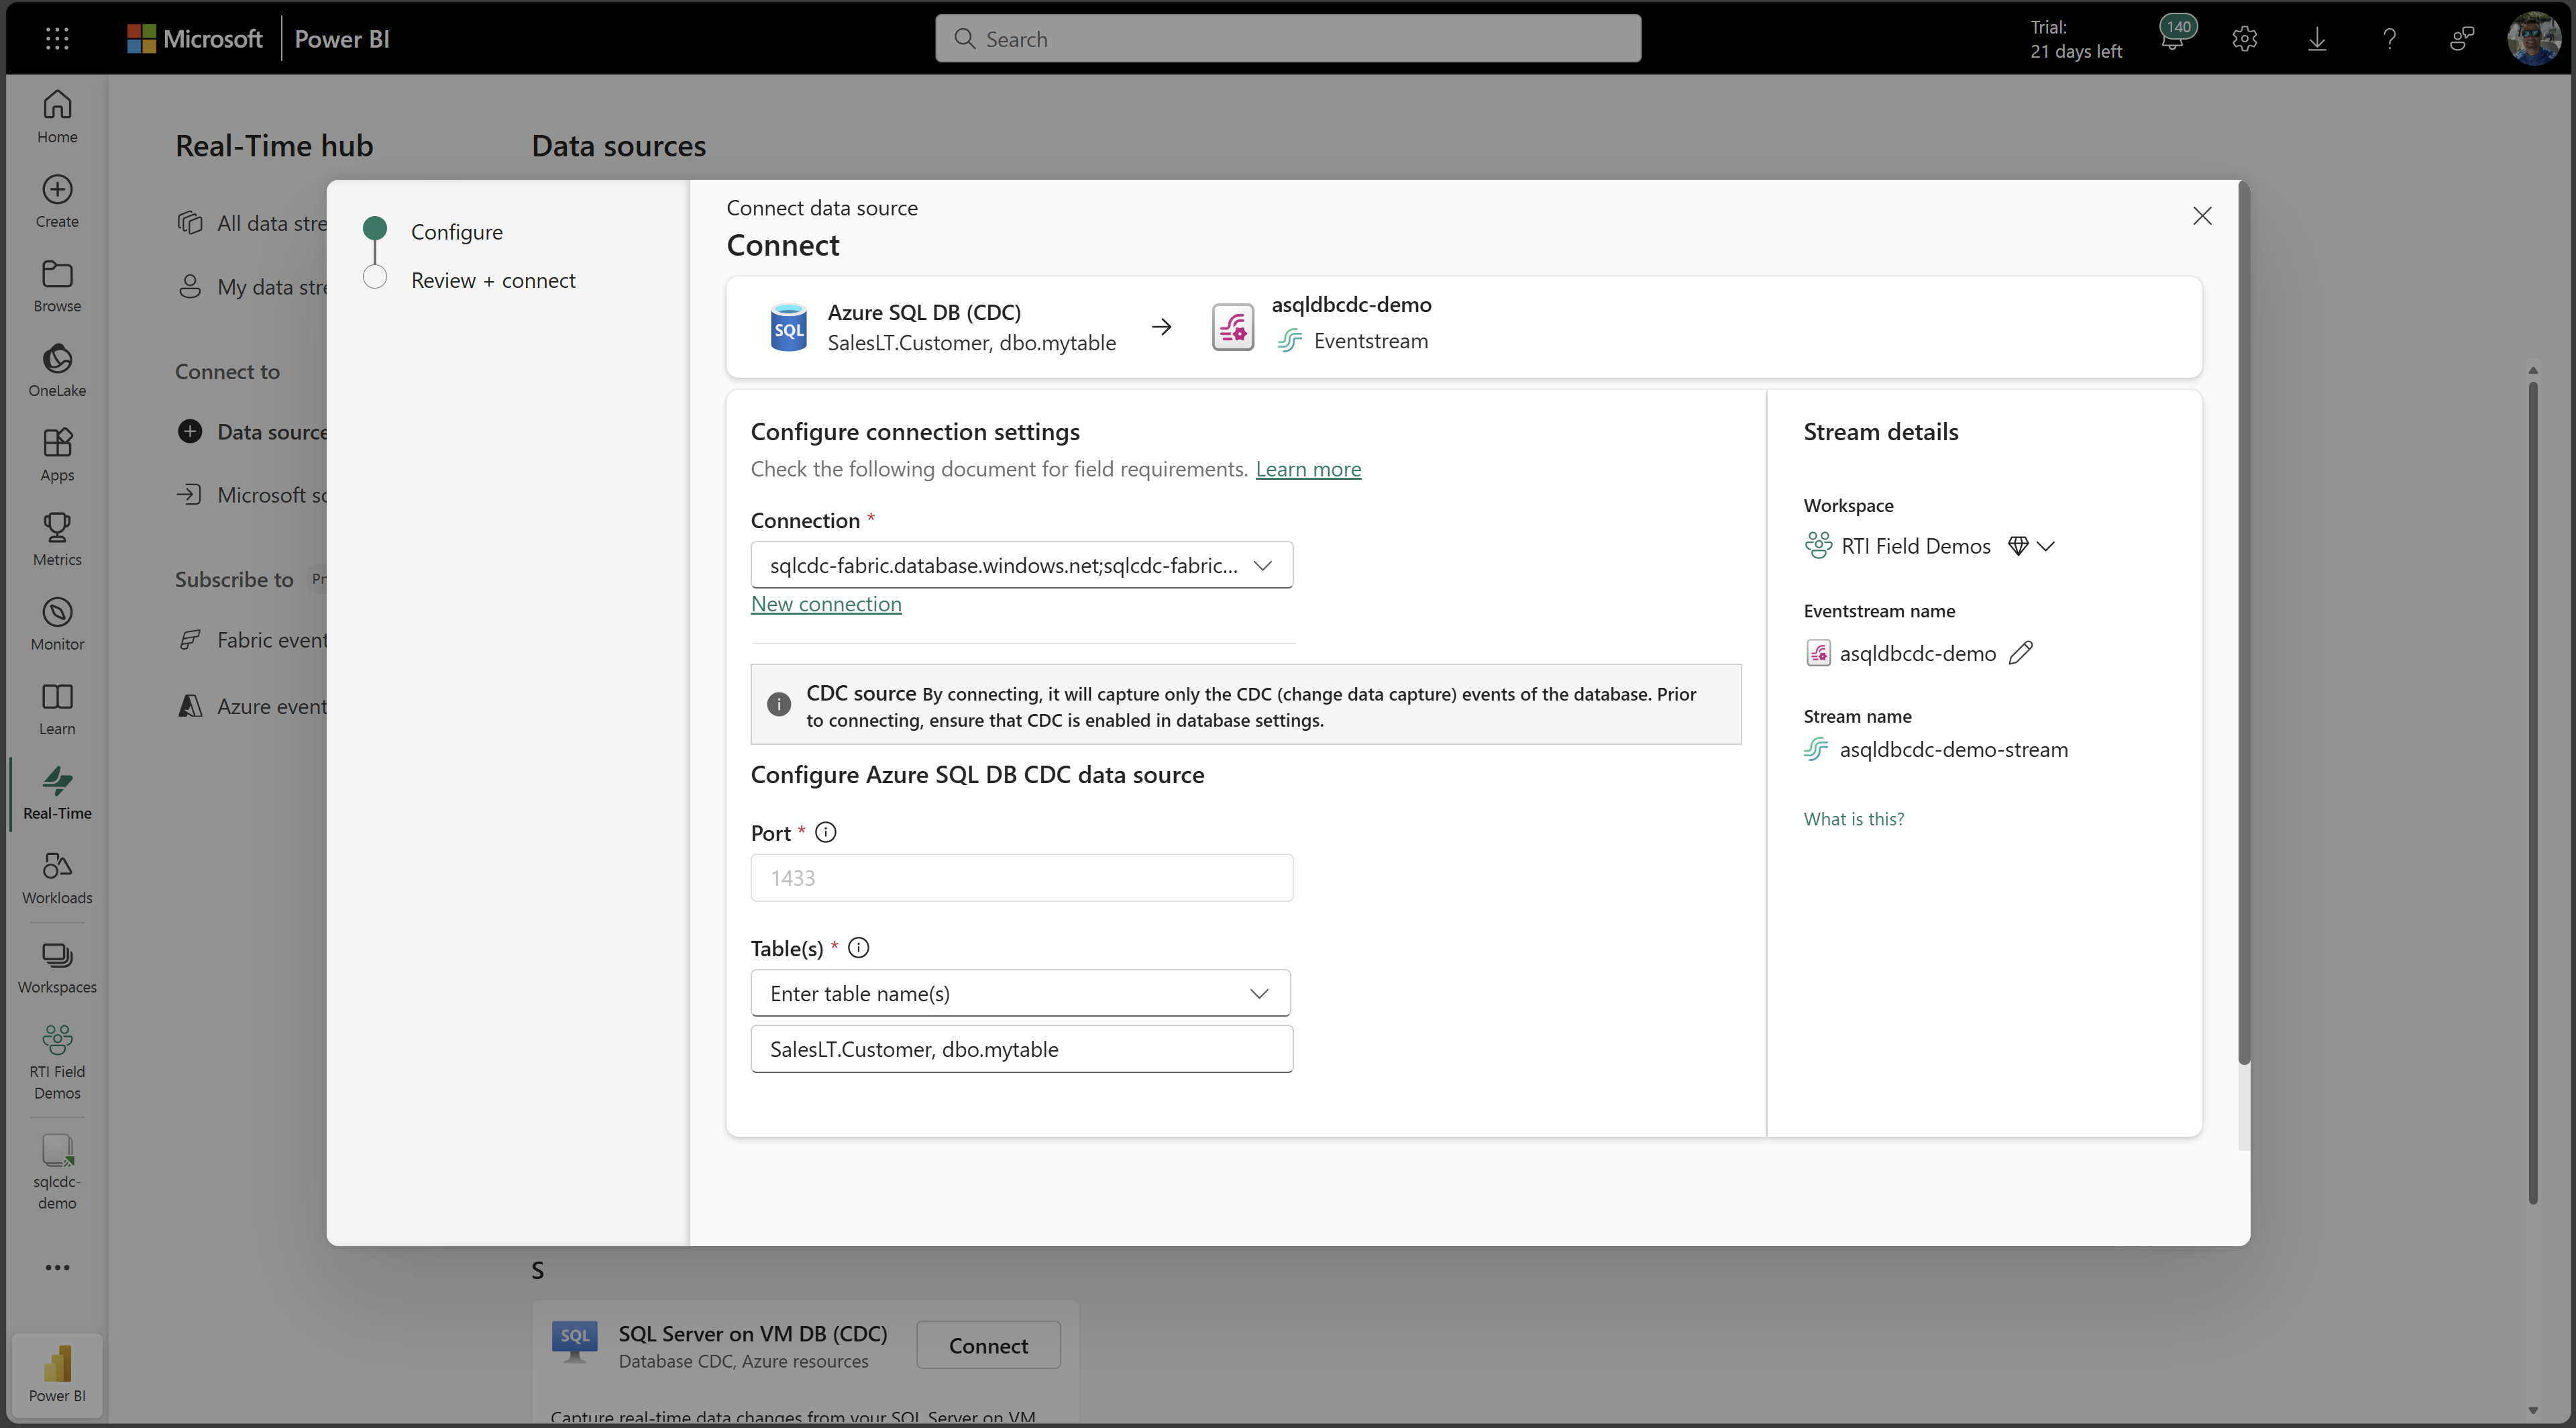 Microsoft
Power BI
Search
Trial:
21 days left
140
Home
Create
Browse
OneLake
Apps
Metrics
Monitor
Learn
Real-Time
Workloads
Workspaces
RTI Field
Demos
sqlcdc-
demo
Power BI
Real-Time hub
All data stre
My data stre
Connect to
Data source
Microsoft so
Subscribe to Pr
Fabric event
Azure event
Data sources
Configure
Review + connect
Connect data source
Connect
SQL
Azure SQL DB (CDC)
SalesLT.Customer, dbo.mytable
asqldbcdc-demo
Eventstream
Configure connection settings
Check the following document for field requirements. Learn more
Connection *
sqlcdc-fabric.database.windows.net;sqlcdc-fabric...
New connection
CDC source By connecting, it will capture only the CDC (change data capture) events of the database. Prior
to connecting, ensure that CDC is enabled in database settings.
Configure Azure SQL DB CDC data source
Port *
1433
Table(s) *
Enter table name(s)
SalesLT.Customer, dbo.mytable
Stream details
Workspace
RTI Field Demos
Eventstream name
asqldbcdc-demo
Stream name
asqldbcdc-demo-stream
What is this?
S
SQL
SQL Server on VM DB (CDC)
Database CDC, Azure resources
Connect
Capture real-time data changes from your SQL Server on VM